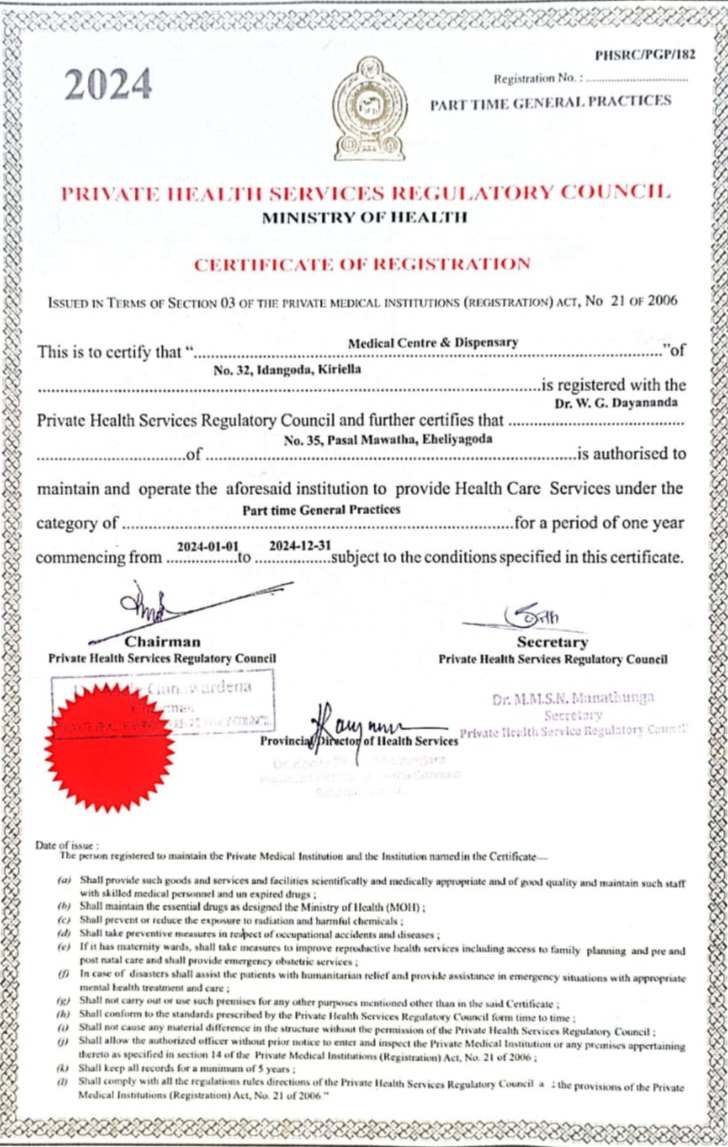 PHSRC/PGP/182
2024
Registration No. : ..............................
PART TIME GENERAL PRACTICES
PRIVATE HEALTH SERVICES REGULATORY COUNCIL
MINISTRY OF HEALTH
CERTIFICATE OF REGISTRATION
ISSUED IN TERMS OF SECTION 03 OF THE PRIVATE MEDICAL INSTITUTIONS (REGISTRATION) ACT, No 21 OF 2006
Medical Centre & Dispensary
This is to certify that “....................................................”of
No. 32, Idangoda, Kiriella
....................................................is registered with the
Dr. W. G. Dayananda
Private Health Services Regulatory Council and further certifies that ..............................
No. 35, Pasal Mawatha, Eheliyagoda
..............................of ....................................................is authorised to
maintain and operate the aforesaid institution to provide Health Care Services under the
Part time General Practices
category of ....................................................for a period of one year
2024-01-01 2024-12-31
commencing from ................to ................subject to the conditions specified in this certificate.
Chairman
Secretary
Private Health Services Regulatory Council
Private Health Services Regulatory Council
Dr. M.M.S.N. Manathunga
Secretary
Private Health Service Regulatory Council
Provincial Director of Health Services
Date of issue :
The person registered to maintain the Private Medical Institution and the Institution named in the Certificate—
(a) Shall provide such goods and services and facilities scientifically and medically appropriate and of good quality and maintain such staff
with skilled medical personnel and un expired drugs ;
(b) Shall maintain the essential drugs as designed the Ministry of Health (MOH) ;
(c) Shall prevent or reduce the exposure to radiation and harmful chemicals ;
(d) Shall take preventive measures in respect of occupational accidents and diseases ;
(e) If it has maternity wards, shall take measures to improve reproductive health services including access to family planning and pre and
post natal care and shall provide emergency obstetric services ;
(f) In case of disasters shall assist the patients with humanitarian relief and provide assistance in emergency situations with appropriate
mental health treatment and care ;
(g) Shall not carry out or use such premises for any other purposes mentioned other than in the said Certificate ;
(h) Shall conform to the standards prescribed by the Private Health Services Regulatory Council form time to time ;
(i) Shall not cause any material difference in the structure without the permission of the Private Health Services Regulatory Council ;
(j) Shall allow the authorized officer without prior notice to enter and inspect the Private Medical Institution or any premises appertaining
thereto as specified in section 14 of the Private Medical Institutions (Registration) Act, No. 21 of 2006 ;
(k) Shall keep all records for a minimum of 5 years ;
(l) Shall comply with all the regulations rules directions of the Private Health Services Regulatory Council a : the provisions of the Private
Medical Institutions (Registration) Act, No. 21 of 2006.”